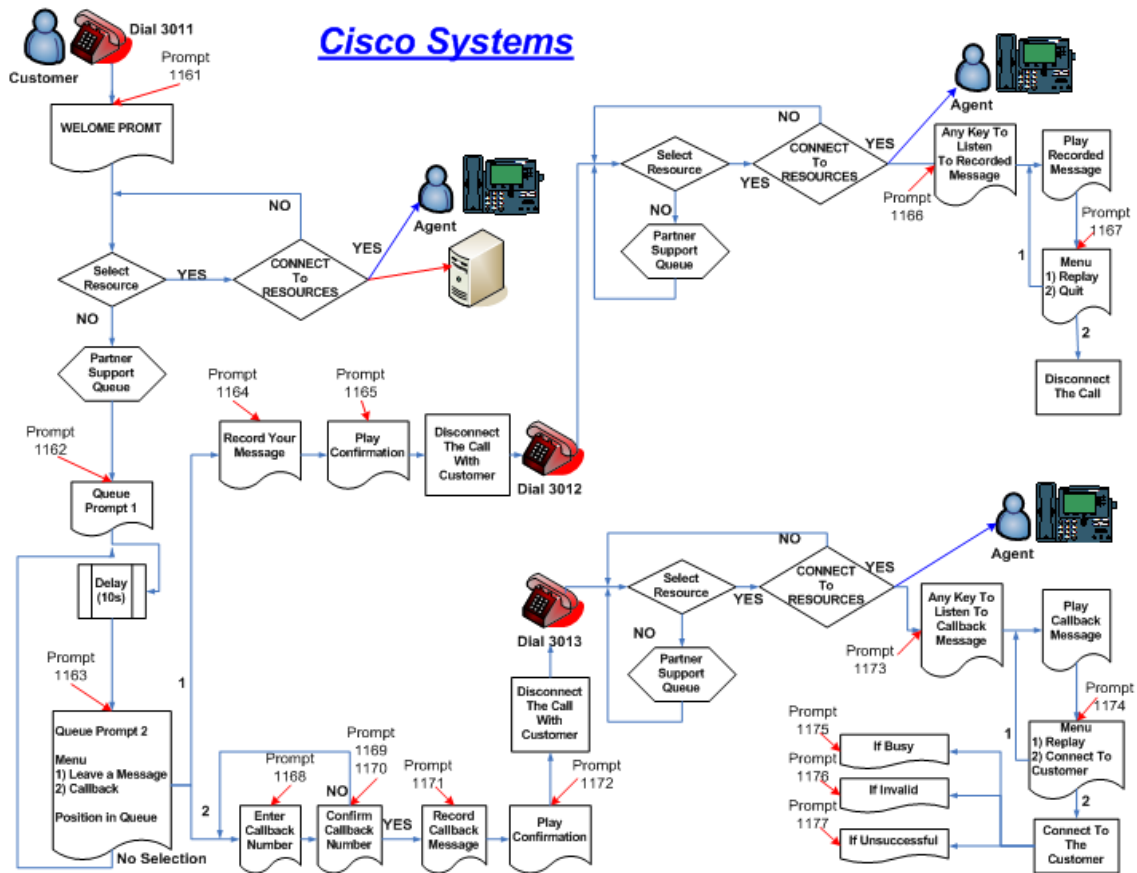 Cisco Systems
Dial 3011
Customer
Prompt
1161
WELOME PROMT
NO
Select
Resource
YES
CONNECT
To
RESOURCES
YES
Agent
NO
Partner
Support
Queue
Prompt
1162
Queue
Prompt 1
Delay
(10s)
Prompt
1163
Queue Prompt 2
Menu
1) Leave a Message
2) Callback
Position in Queue
No Selection
1
2
Prompt
1164
Record Your
Message
Prompt
1165
Play
Confirmation
Disconnect
The Call
With
Customer
Dial 3012
Select
Resource
NO
YES
Partner
Support
Queue
NO
CONNECT
To
RESOURCES
YES
Agent
Any Key To
Listen
To Recorded
Message
Prompt
1166
Play
Recorded
Message
Prompt
1167
1
Menu
1) Replay
2) Quit
2
Disconnect
The Call
Prompt
1168
Enter
Callback
Number
Prompt
1169
1170
NO
Confirm
Callback
Number
YES
Prompt
1171
Record
Callback
Message
Prompt
1172
Play
Confirmation
Disconnect
The Call
With
Customer
Dial 3013
Select
Resource
NO
YES
Partner
Support
Queue
NO
CONNECT
To
RESOURCES
YES
Agent
Any Key To
Listen To
Callback
Message
Prompt
1173
Play
Callback
Message
Prompt
1174
1
Menu
1) Replay
2) Connect To
Customer
2
Connect To
The
Customer
Prompt
1175
If Busy
Prompt
1176
If Invalid
Prompt
1177
If Unsuccessful